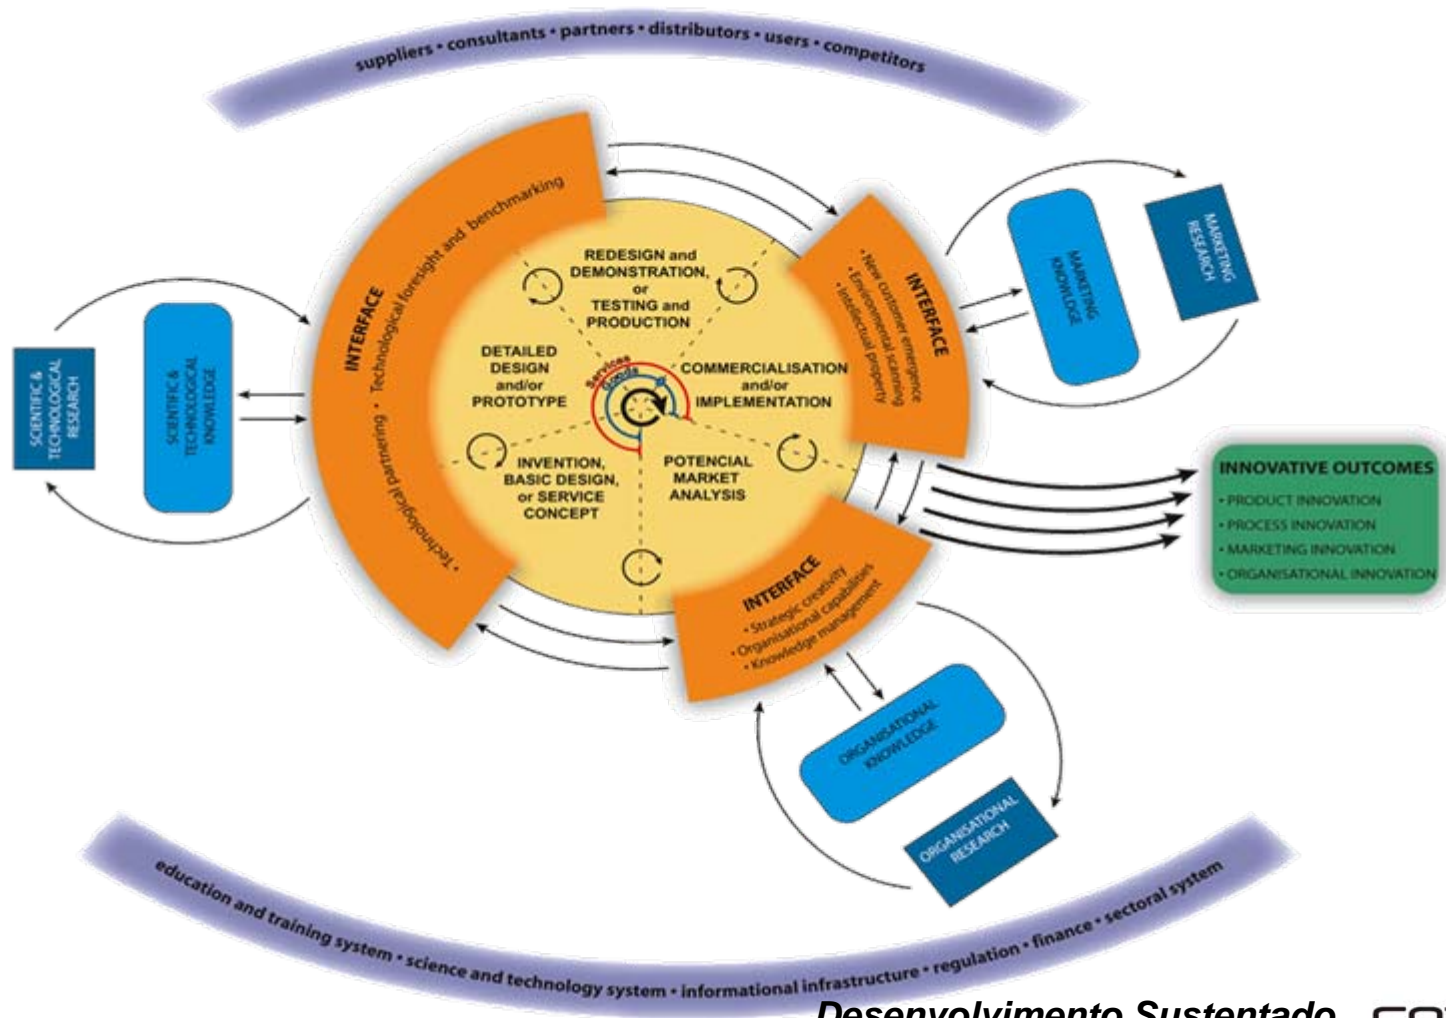 suppliers • consultants • partners • distributors • users • competitors
INTERFACE
• Technological partnering • Technological foresight and benchmarking
REDESIGN and
DEMONSTRATION,
or
TESTING and
PRODUCTION
DETAILED
DESIGN
and/or
PROTOTYPE
Services
Goods
COMMERCIALISATION
and/or
IMPLEMENTATION
INVENTION,
BASIC DESIGN,
or SERVICE
CONCEPT
POTENCIAL
MARKET
ANALYSIS
INTERFACE
• New customer emergence
• Environmental scanning
• Intellectual property
MARKETING
KNOWLEDGE
MARKETING
RESEARCH
SCIENTIFIC &
TECHNOLOGICAL
RESEARCH
SCIENTIFIC &
TECHNOLOGICAL
KNOWLEDGE
INNOVATIVE OUTCOMES
• PRODUCT INNOVATION
• PROCESS INNOVATION
• MARKETING INNOVATION
• ORGANISATIONAL INNOVATION
INTERFACE
• Strategic creativity
• Organisational capabilities
• Knowledge management
ORGANISATIONAL
KNOWLEDGE
ORGANISATIONAL
RESEARCH
education and training system • science and technology system • informational infrastructure • regulation • finance • sectoral system
Desenvolvimento Sustentado